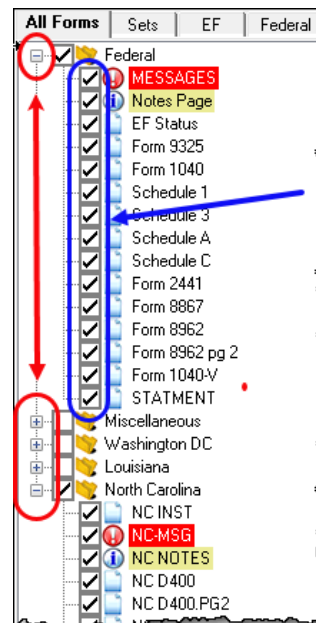 All Forms Sets EF Federal
Federal
MESSAGES
Notes Page
EF Status
Form 9325
Form 1040
Schedule 1
Schedule 3
Schedule A
Schedule C
Form 2441
Form 8867
Form 8962
Form 8962 pg 2
Form 1040-V
STATMENT
Miscellaneous
Washington DC
Louisiana
North Carolina
NC INST
NC-MSG
NC NOTES
NC D400
NC D400.PG2